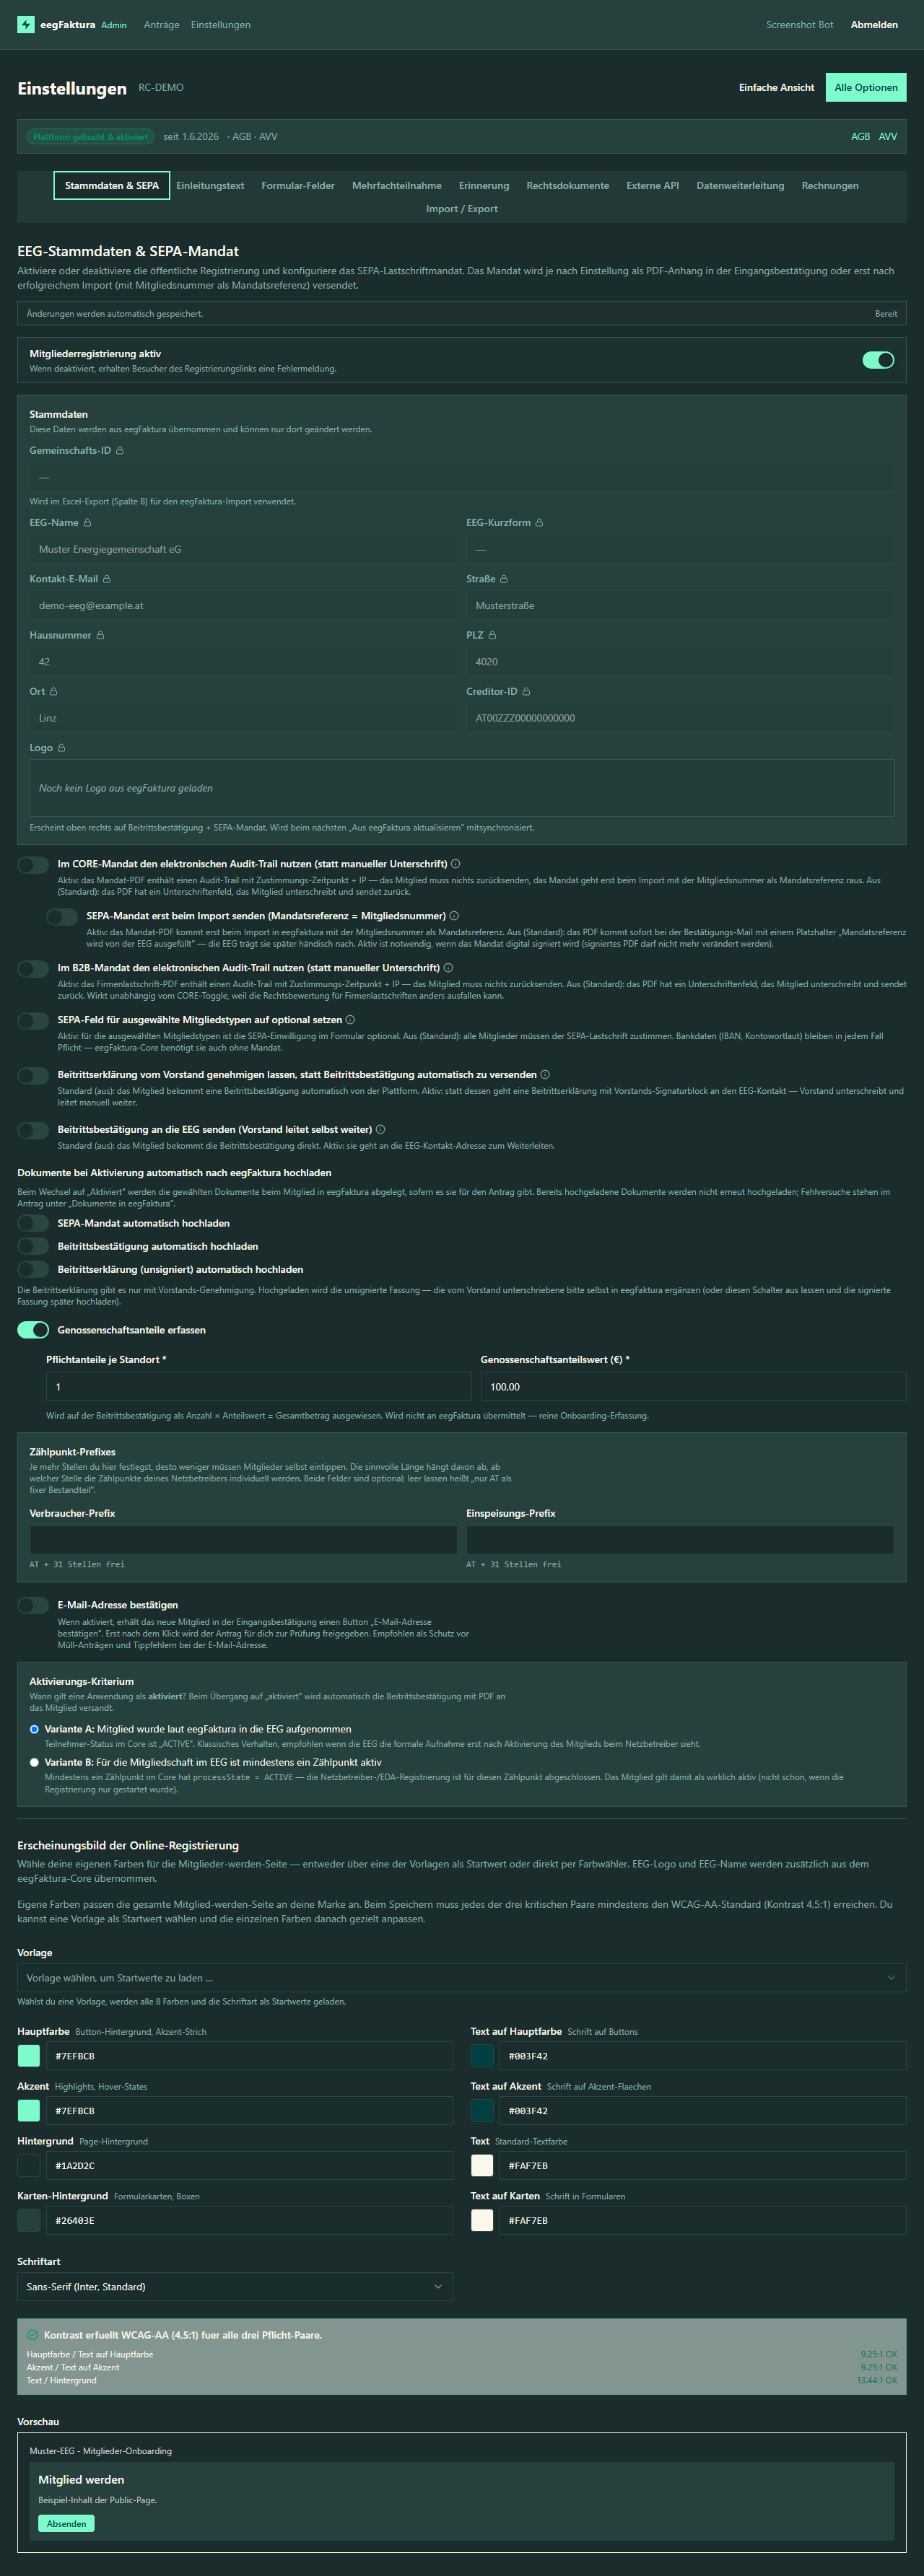 eegFaktura Admin Anträge Einstellungen Screenshot Bot Abmelden
Einstellungen RC-DEMO Einfache Ansicht Alle Optionen
Plattform gebucht & aktiviert seit 1.6.2026 · AGB · AVV AGB AVV
Stammdaten & SEPA Einleitungstext Formular-Felder Mehrfachteilnahme Erinnerung Rechtsdokumente Externe API Datenweiterleitung Rechnungen
Import / Export
EEG-Stammdaten & SEPA-Mandat
Aktiviere oder deaktiviere die öffentliche Registrierung und konfiguriere das SEPA-Lastschriftmandat. Das Mandat wird je nach Einstellung als PDF-Anhang in der Eingangsbestätigung oder erst nach
erfolgreichem Import (mit Mitgliedsnummer als Mandatsreferenz) versendet.
Änderungen werden automatisch gespeichert. Bereit
Mitgliederregistrierung aktiv
Wenn deaktiviert, erhalten Besucher des Registrierungslinks eine Fehlermeldung.
Stammdaten
Diese Daten werden aus eegFaktura übernommen und können nur dort geändert werden.
Gemeinschafts-ID
—
Wird im Excel-Export (Spalte B) für den eegFaktura-Import verwendet.
EEG-Name EEG-Kurzform
Muster Energiegemeinschaft eG —
Kontakt-E-Mail Straße
demo-eeg@example.at Musterstraße
Hausnummer PLZ
42 4020
Ort Creditor-ID
Linz AT00ZZZ00000000000
Logo
Noch kein Logo aus eegFaktura geladen
Erscheint oben rechts auf Beitrittsbestätigung + SEPA-Mandat. Wird beim nächsten „Aus eegFaktura aktualisieren" mitsynchronisiert.
Im CORE-Mandat den elektronischen Audit-Trail nutzen (statt manueller Unterschrift)
Aktiv: das Mandat-PDF enthält einen Audit-Trail mit Zustimmungs-Zeitpunkt + IP — das Mitglied muss nichts zurücksenden, das Mandat geht erst beim Import mit der Mitgliedsnummer als Mandatsreferenz raus. Aus
(Standard): das PDF hat ein Unterschriftenfeld, das Mitglied unterschreibt und sendet zurück.
SEPA-Mandat erst beim Import senden (Mandatsreferenz = Mitgliedsnummer)
Aktiv: das Mandat-PDF kommt erst beim Import in eegFaktura mit der Mitgliedsnummer als Mandatsreferenz. Aus (Standard): das PDF kommt sofort bei der Bestätigungs-Mail mit einem Platzhalter „Mandatsreferenz
wird von der EEG ausgefüllt" — die EEG trägt sie später händisch nach. Aktiv ist notwendig, wenn das Mandat digital signiert wird (signiertes PDF darf nicht mehr verändert werden).
Im B2B-Mandat den elektronischen Audit-Trail nutzen (statt manueller Unterschrift)
Aktiv: das Firmenlastschrift-PDF enthält einen Audit-Trail mit Zustimmungs-Zeitpunkt + IP — das Mitglied muss nichts zurücksenden. Aus (Standard): das PDF hat ein Unterschriftenfeld, das Mitglied unterschreibt und sendet
zurück. Wirkt unabhängig vom CORE-Toggle, weil die Rechtsbewertung für Firmenlastschriften anders ausfallen kann.
SEPA-Feld für ausgewählte Mitgliedstypen auf optional setzen
Aktiv: für die ausgewählten Mitgliedstypen ist die SEPA-Einwilligung im Formular optional. Aus (Standard): alle Mitglieder müssen der SEPA-Lastschrift zustimmen. Bankdaten (IBAN, Kontowortlaut) bleiben in jedem Fall
Pflicht — eegFaktura-Core benötigt sie auch ohne Mandat.
Beitrittserklärung vom Vorstand genehmigen lassen, statt Beitrittsbestätigung automatisch zu versenden
Standard (aus): das Mitglied bekommt eine Beitrittsbestätigung automatisch von der Plattform. Aktiv: statt dessen geht eine Beitrittserklärung mit Vorstands-Signaturblock an den EEG-Kontakt — Vorstand unterschreibt und
leitet manuell weiter.
Beitrittsbestätigung an die EEG senden (Vorstand leitet selbst weiter)
Standard (aus): das Mitglied bekommt die Beitrittsbestätigung direkt. Aktiv: sie geht an die EEG-Kontakt-Adresse zum Weiterleiten.
Dokumente bei Aktivierung automatisch nach eegFaktura hochladen
Beim Wechsel auf „Aktiviert" werden die gewählten Dokumente beim Mitglied in eegFaktura abgelegt, sofern es sie für den Antrag gibt. Bereits hochgeladene Dokumente werden nicht erneut hochgeladen; Fehlversuche stehen im
Antrag unter „Dokumente in eegFaktura".
SEPA-Mandat automatisch hochladen
Beitrittsbestätigung automatisch hochladen
Beitrittserklärung (unsigniert) automatisch hochladen
Die Beitrittserklärung gibt es nur mit Vorstands-Genehmigung. Hochgeladen wird die unsignierte Fassung — die vom Vorstand unterschriebene bitte selbst in eegFaktura ergänzen (oder diesen Schalter aus lassen und die signierte
Fassung später hochladen).
Genossenschaftsanteile erfassen
Pflichtanteile je Standort * Genossenschaftsanteilswert (€) *
1 100,00
Wird auf der Beitrittsbestätigung als Anzahl × Anteilswert = Gesamtbetrag ausgewiesen. Wird nicht an eegFaktura übermittelt — reine Onboarding-Erfassung.
Zählpunkt-Prefixes
Je mehr Stellen du hier festlegst, desto weniger müssen Mitglieder selbst eintippen. Die sinnvolle Länge hängt davon ab, ab
welcher Stelle die Zählpunkte deines Netzbetreibers individuell werden. Beide Felder sind optional; leer lassen heißt „nur AT als
fixer Bestandteil".
Verbraucher-Prefix Einspeisungs-Prefix
AT + 31 Stellen frei AT + 31 Stellen frei
E-Mail-Adresse bestätigen
Wenn aktiviert, erhält das neue Mitglied in der Eingangsbestätigung einen Button „E-Mail-Adresse
bestätigen". Erst nach dem Klick wird der Antrag für dich zur Prüfung freigegeben. Empfohlen als Schutz vor
Müll-Anträgen und Tippfehlern bei der E-Mail-Adresse.
Aktivierungs-Kriterium
Wann gilt eine Anwendung als aktiviert? Beim Übergang auf „aktiviert" wird automatisch die Beitrittsbestätigung mit PDF an
das Mitglied versandt.
Variante A: Mitglied wurde laut eegFaktura in die EEG aufgenommen
Teilnehmer-Status im Core ist „ACTIVE". Klassisches Verhalten, empfohlen wenn die EEG die formale Aufnahme erst nach Aktivierung des Mitglieds beim Netzbetreiber sieht.
Variante B: Für die Mitgliedschaft im EEG ist mindestens ein Zählpunkt aktiv
Mindestens ein Zählpunkt im Core hat processState = ACTIVE — die Netzbetreiber-/EDA-Registrierung ist für diesen Zählpunkt abgeschlossen. Das Mitglied gilt damit als wirklich aktiv (nicht schon, wenn die
Registrierung nur gestartet wurde).
Erscheinungsbild der Online-Registrierung
Wähle deine eigenen Farben für die Mitglieder-werden-Seite — entweder über eine der Vorlagen als Startwert oder direkt per Farbwähler. EEG-Logo und EEG-Name werden zusätzlich aus dem
eegFaktura-Core übernommen.
Eigene Farben passen die gesamte Mitglied-werden-Seite an deine Marke an. Beim Speichern muss jedes der drei kritischen Paare mindestens den WCAG-AA-Standard (Kontrast 4,5:1) erreichen. Du
kannst eine Vorlage als Startwert wählen und die einzelnen Farben danach gezielt anpassen.
Vorlage
Vorlage wählen, um Startwerte zu laden ...
Wählst du eine Vorlage, werden alle 8 Farben und die Schriftart als Startwerte geladen.
Hauptfarbe Button-Hintergrund, Akzent-Strich Text auf Hauptfarbe Schrift auf Buttons
#7EFBCB #003F42
Akzent Highlights, Hover-States Text auf Akzent Schrift auf Akzent-Flaechen
#7EFBCB #003F42
Hintergrund Page-Hintergrund Text Standard-Textfarbe
#1A2D2C #FAF7EB
Karten-Hintergrund Formularkarten, Boxen Text auf Karten Schrift in Formularen
#26403E #FAF7EB
Schriftart
Sans-Serif (Inter, Standard)
Kontrast erfuellt WCAG-AA (4,5:1) fuer alle drei Pflicht-Paare.
Hauptfarbe / Text auf Hauptfarbe 9.25:1 OK
Akzent / Text auf Akzent 9.25:1 OK
Text / Hintergrund 13.44:1 OK
Vorschau
Muster-EEG - Mitglieder-Onboarding
Mitglied werden
Beispiel-Inhalt der Public-Page.
Absenden